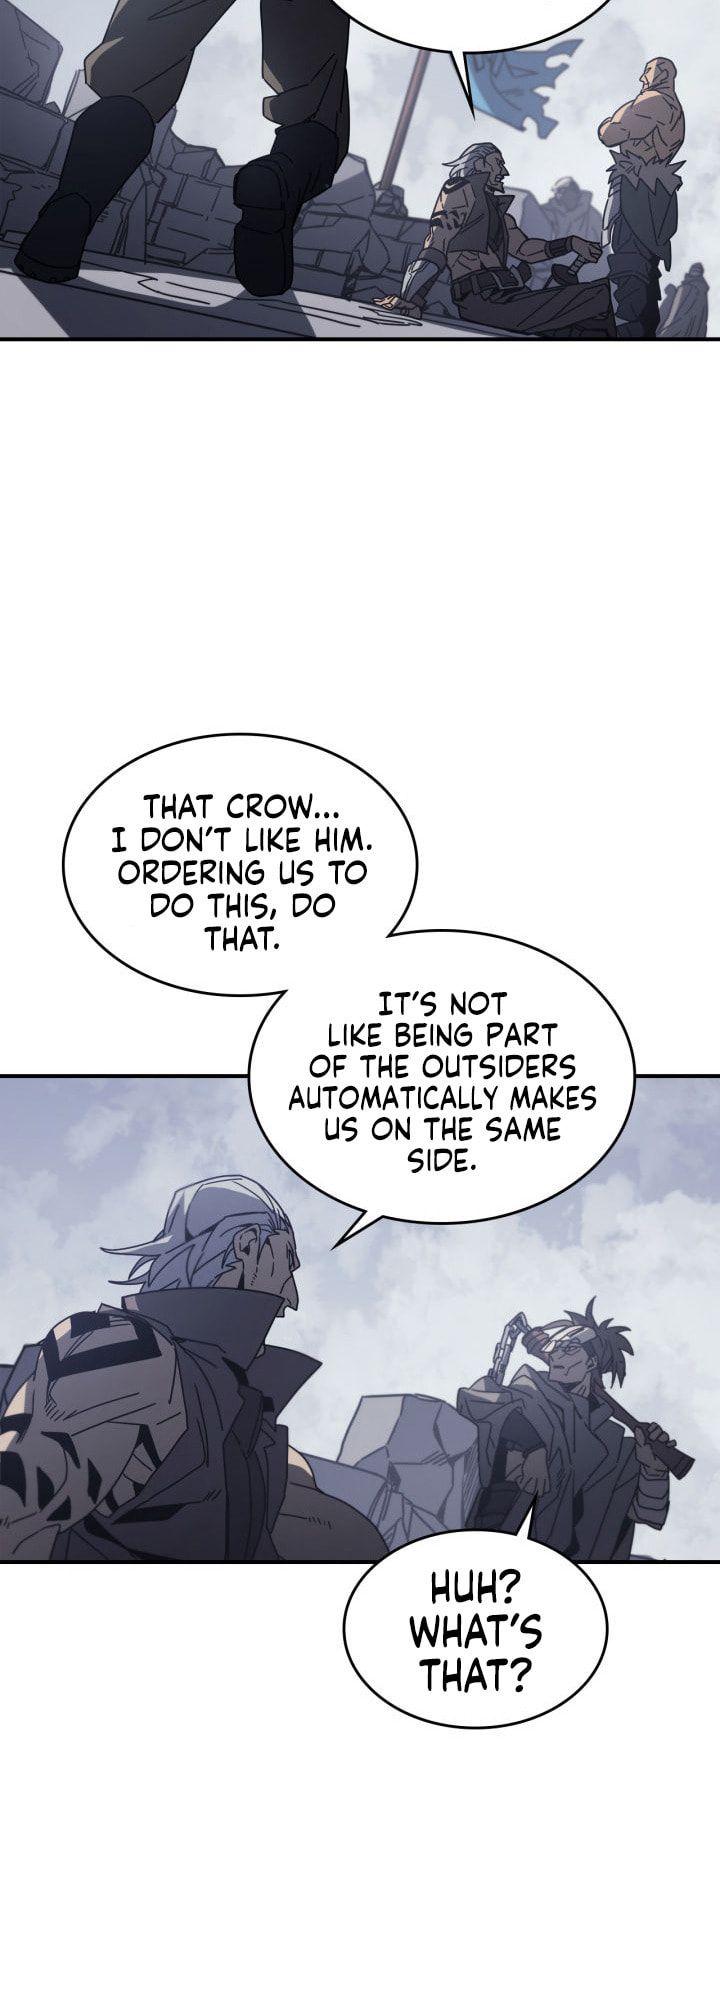 THAT CROW...
I DON'T LIKE HIM.
ORDERING US TO
DO THIS, DO
THAT.
IT'S NOT
LIKE BEING PART
OF THE OUTSIDERS
AUTOMATICALLY MAKES
US ON THE SAME
SIDE.
HUH?
WHAT'S
THAT?